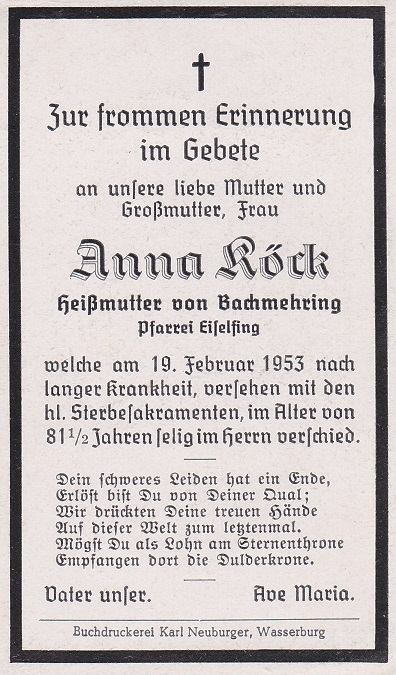 Zur frommen Erinnerung
im Gebete
an unsere liebe Mutter und
Großmutter, Frau
Anna Röck
Heißmutter von Bachmehring
Pfarrei Eiselfing
welche am 19. Februar 1953 nach
langer Krankheit, versehen mit den
hl. Sterbesakramenten, im Alter von
81 1/2 Jahren selig im Herrn verschied.
Dein schweres Leiden hat ein Ende,
Erlöst bist Du von Deiner Qual;
Wir drückten Deine treuen Hände
Auf dieser Welt zum letztenmal.
Mögst Du als Lohn am Sternenthrone
Empfangen dort die Dulderkrone.
Vater unser. Ave Maria.
Buchdruckerei Karl Neuburger, Wasserburg